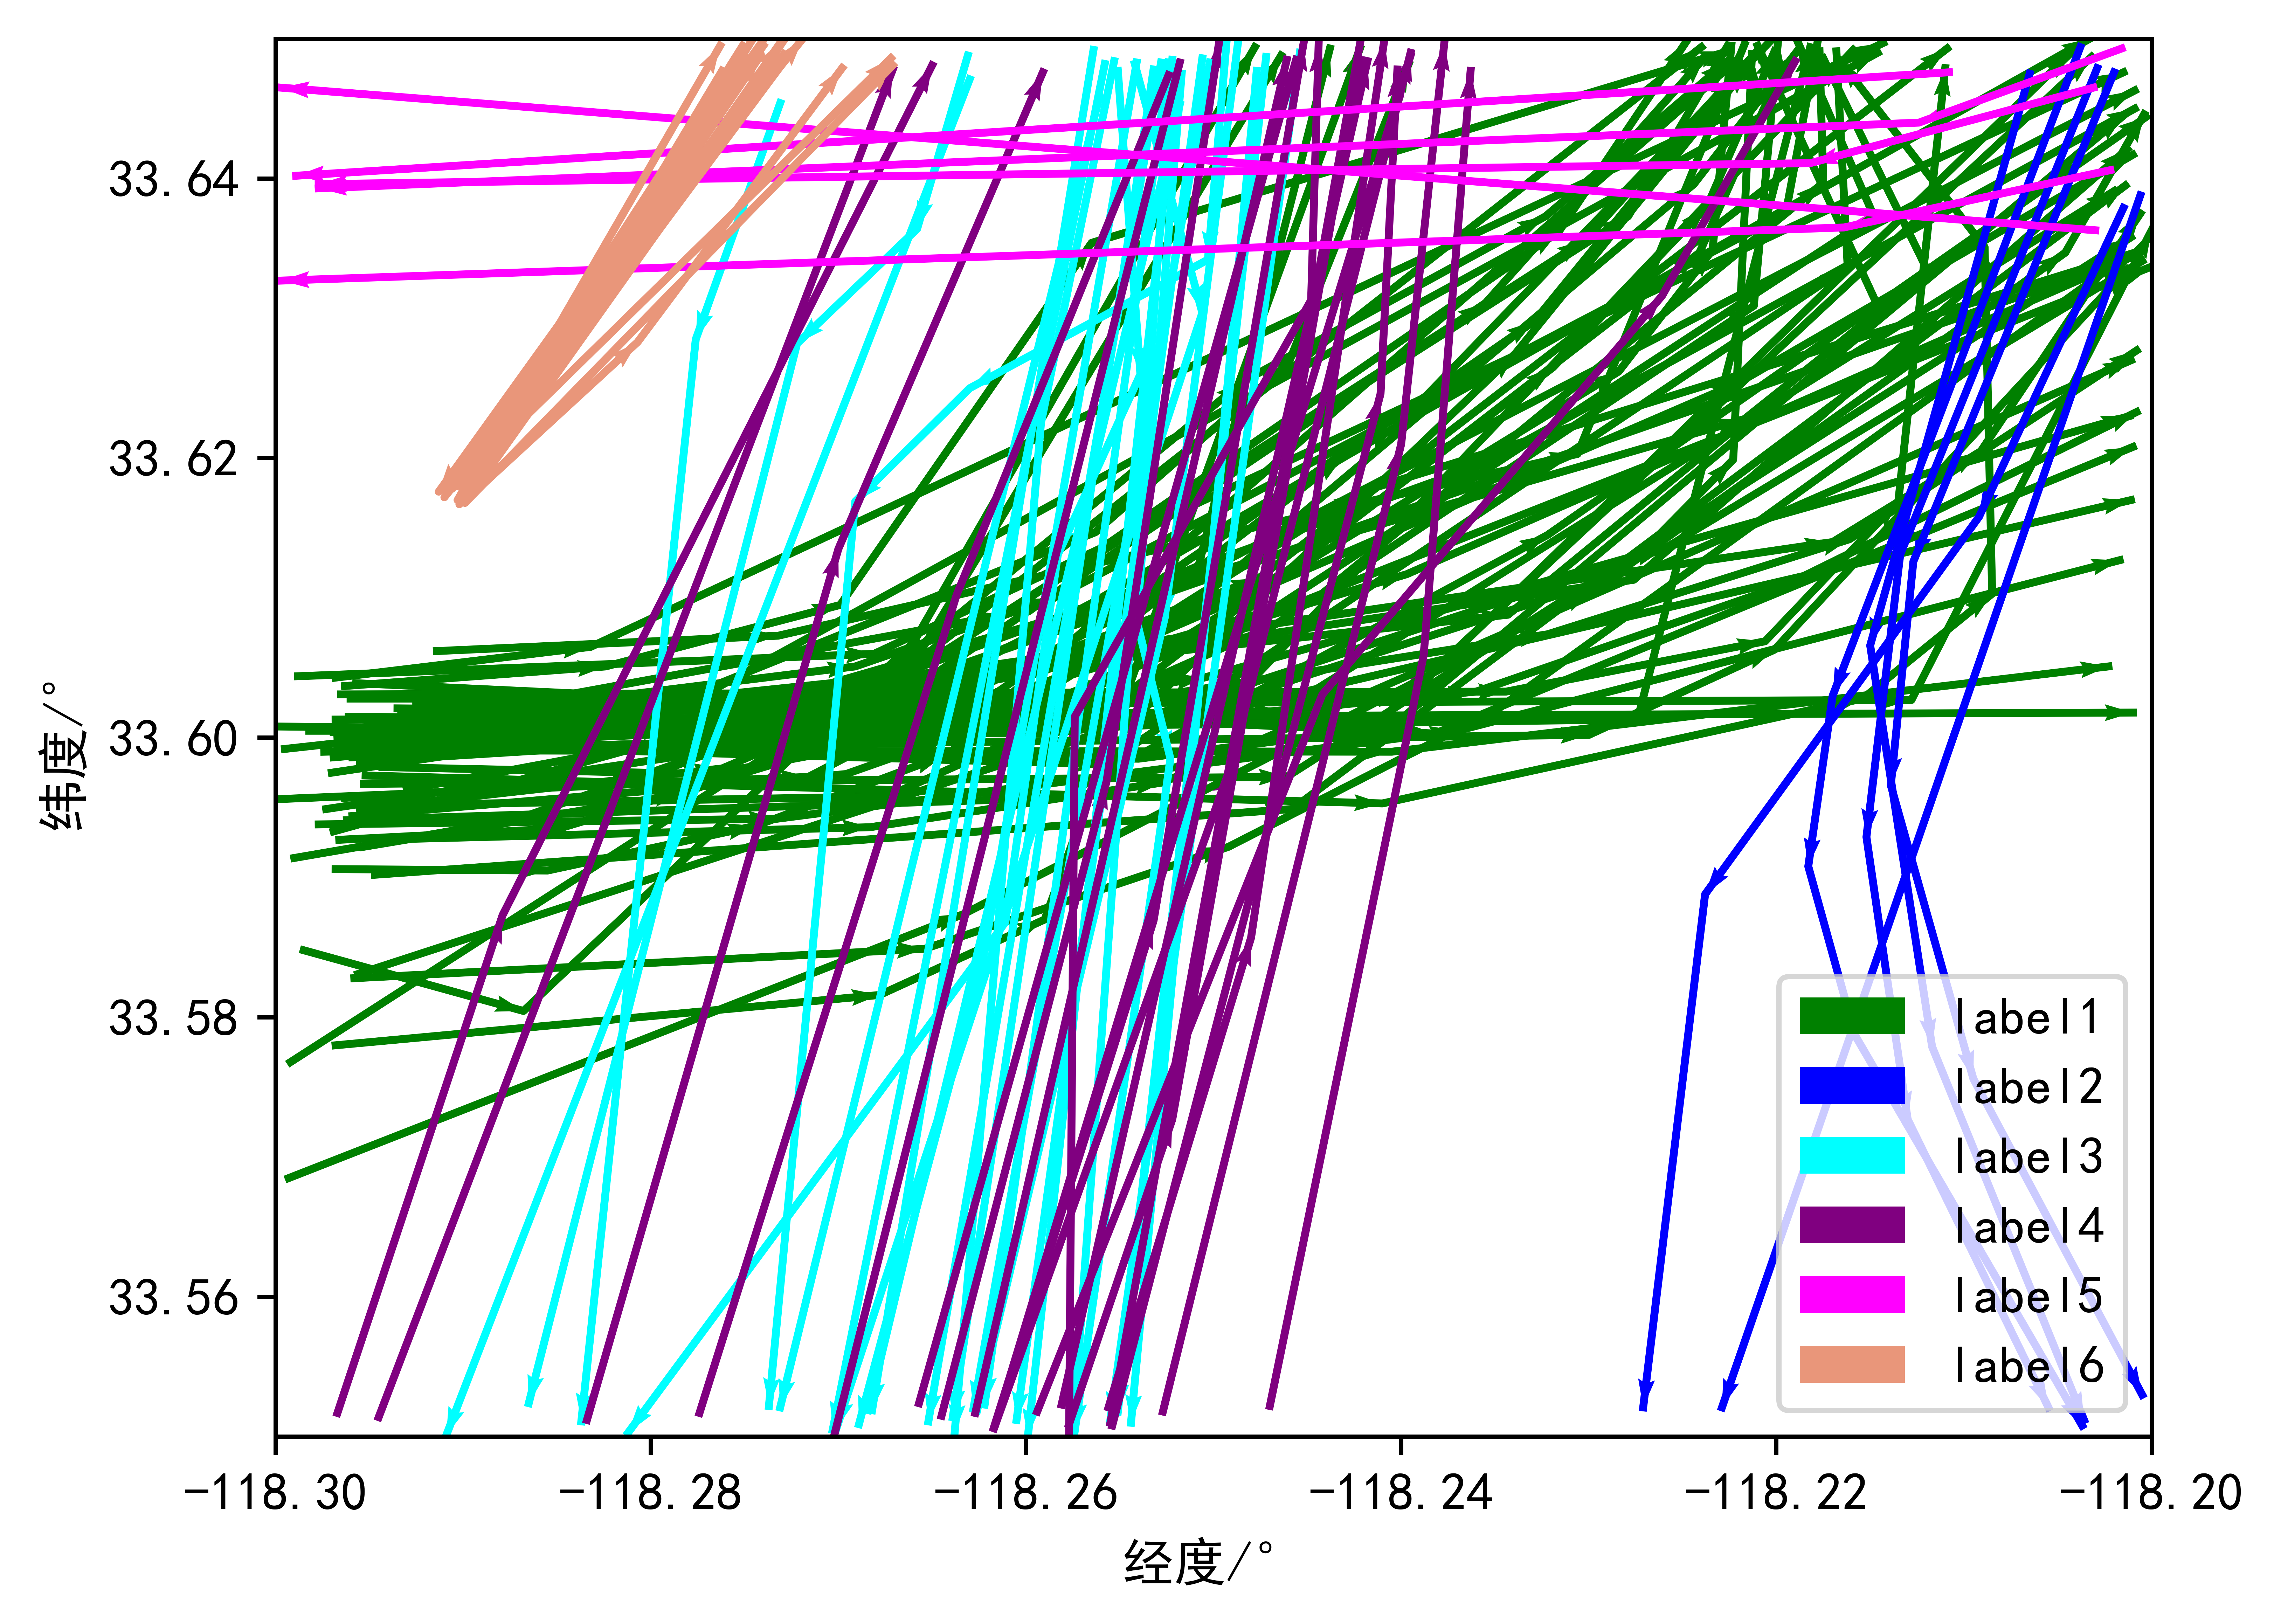 33.64
33.62
33.60
33.58
33.56
纬度/°
-118.30
-118.28
-118.26
-118.24
-118.22
-118.20
经度/°
label1
label2
label3
label4
label5
label6